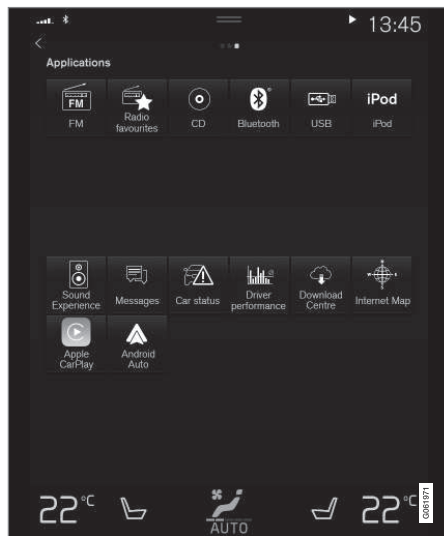 13:45
Applications
FM
FM
Radio
favourites
CD
Bluetooth
USB
iPod
iPod
Sound
Experience
Messages
Car status
Driver
performance
Download
Centre
Internet Map
Apple
CarPlay
Android
Auto
22°C
AUTO
22°C
G061971